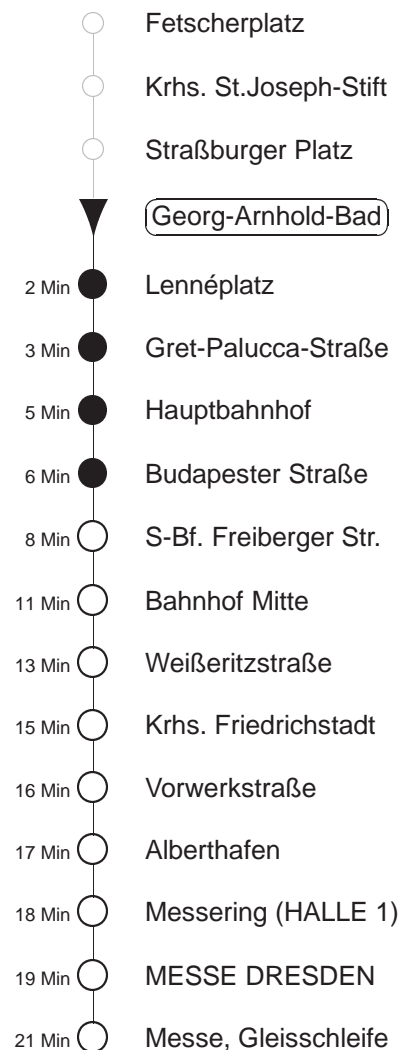 Fetscherplatz
Krhs. St.Joseph-Stift
Straßburger Platz
Georg-Arnhold-Bad
2 Min Lennéplatz
3 Min Gret-Palucca-Straße
5 Min Hauptbahnhof
6 Min Budapester Straße
8 Min S-Bf. Freiberger Str.
11 Min Bahnhof Mitte
13 Min Weißeritzstraße
15 Min Krhs. Friedrichstadt
16 Min Vorwerkstraße
17 Min Alberthafen
18 Min Messering (HALLE 1)
19 Min MESSE DRESDEN
21 Min Messe, Gleisschleife